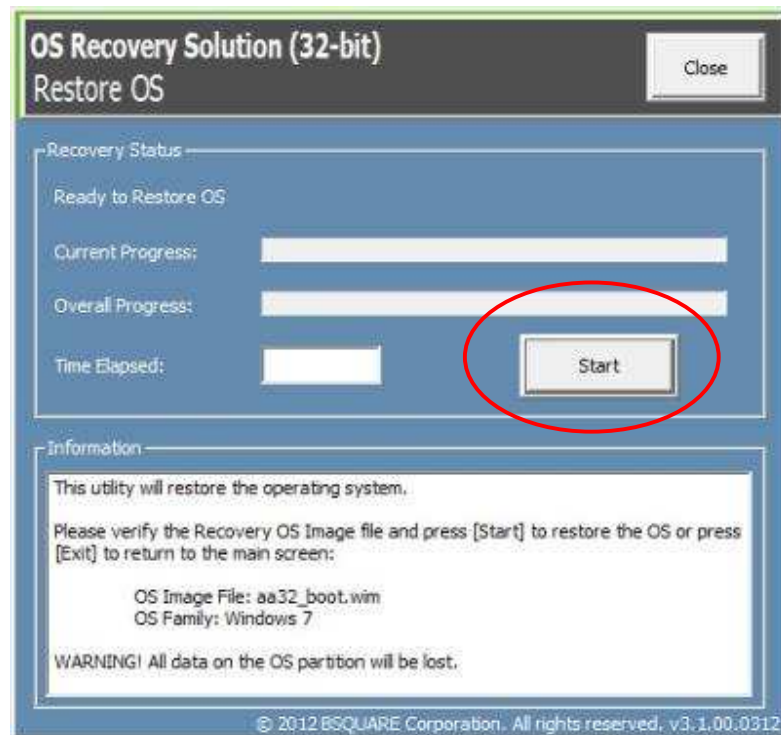 OS Recovery Solution (32-bit)
Restore OS
Close
Recovery Status
Ready to Restore OS
Current Progress:
Overall Progress:
Time Elapsed:
Start
Information
This utility will restore the operating system.
Please verify the Recovery OS Image file and press [Start] to restore the OS or press
[Exit] to return to the main screen:
OS Image File: aa32_boot.wim
OS Family: Windows 7
WARNING! All data on the OS partition will be lost.
© 2012 BSQUARE Corporation. All rights reserved. v3.1.00.0312